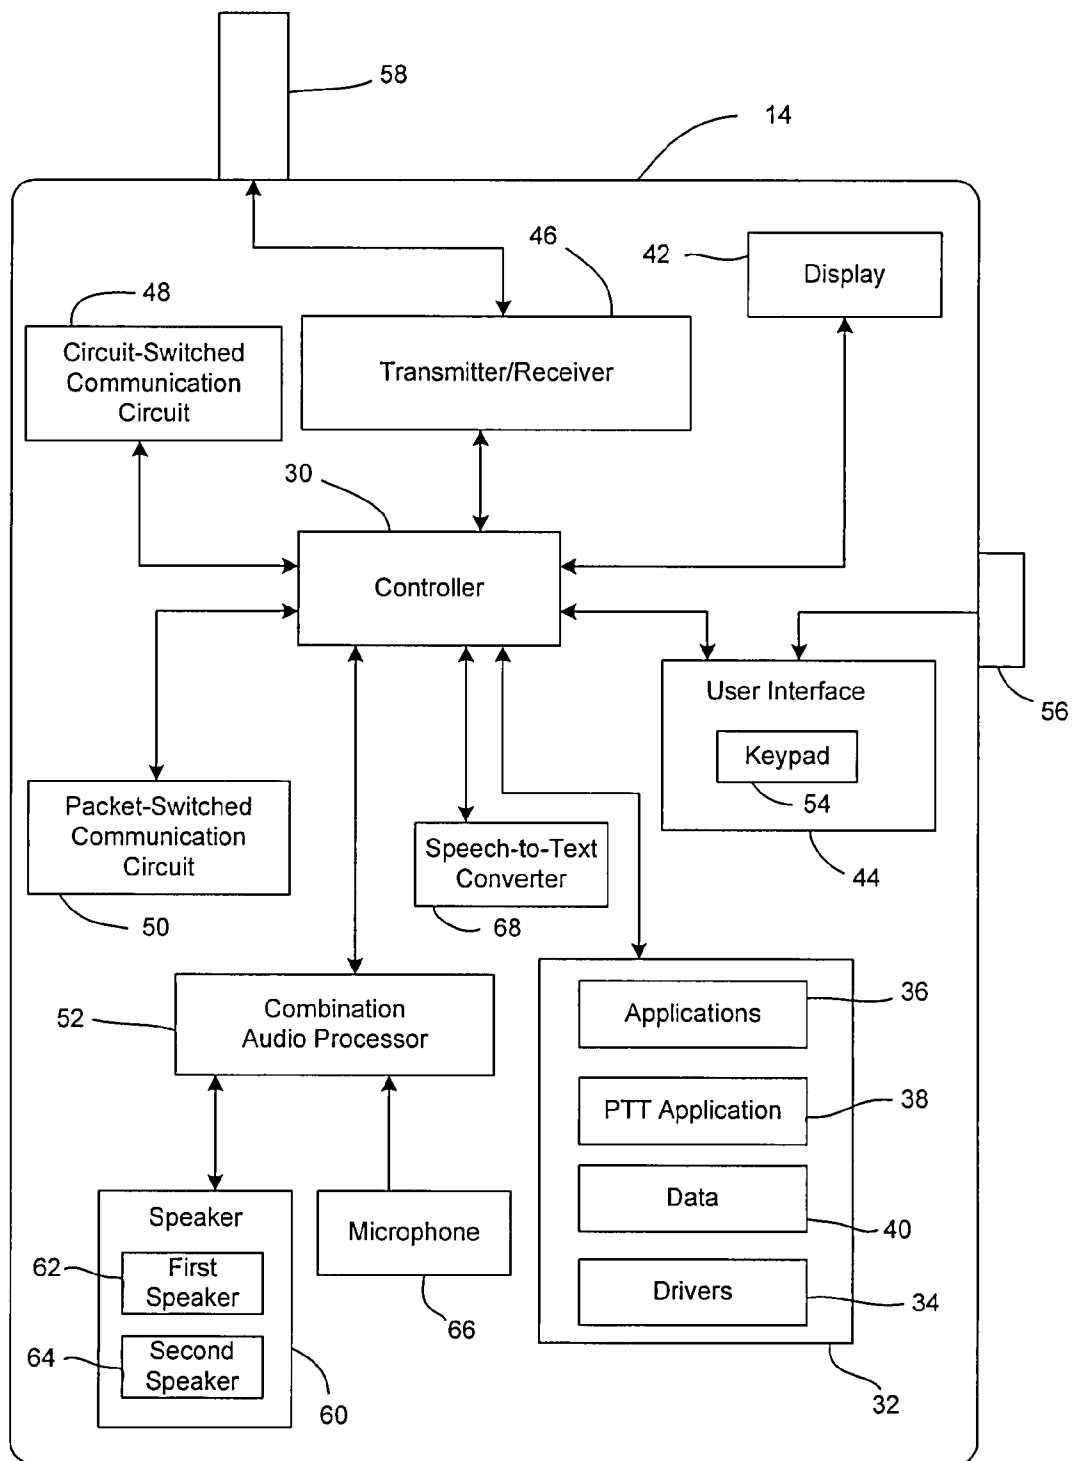 58
14
46
42
Display
48
Circuit-Switched
Communication
Circuit
Transmitter/Receiver
30
Controller
56
User Interface
Keypad
54
44
Packet-Switched
Communication
Circuit
50
Speech-to-Text
Converter
68
52
Combination
Audio Processor
Applications
36
PTT Application
38
Data
40
Drivers
34
32
Speaker
62
First
Speaker
64
Second
Speaker
60
Microphone
66